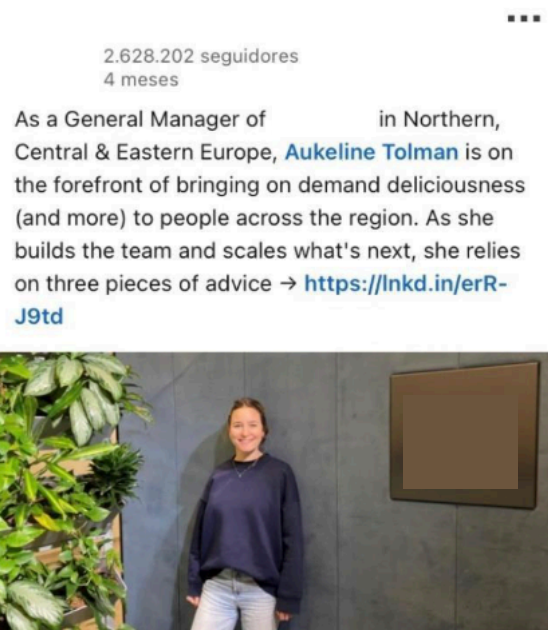 2.628.202 seguidores
4 meses
As a General Manager of in Northern,
Central & Eastern Europe, Aukeline Tolman is on
the forefront of bringing on demand deliciousness
(and more) to people across the region. As she
builds the team and scales what's next, she relies
on three pieces of advice → https://lnkd.in/erR-
J9td